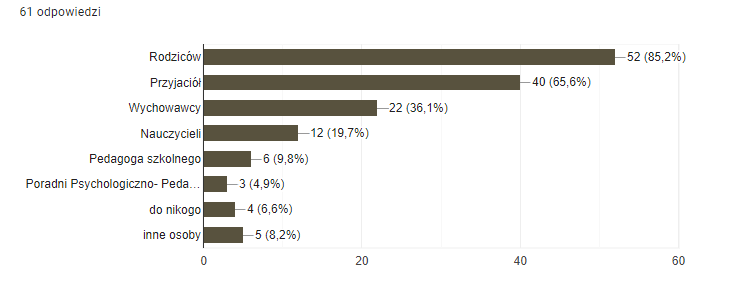 61 odpowiedzi
Rodziców 52 (85,2%)
Przyjaciół 40 (65,6%)
Wychowawcy 22 (36,1%)
Nauczycieli 12 (19,7%)
Pedagoga szkolnego 6 (9,8%)
Poradni Psychologiczno- Peda... 3 (4,9%)
do nikogo 4 (6,6%)
inne osoby 5 (8,2%)
0 20 40 60